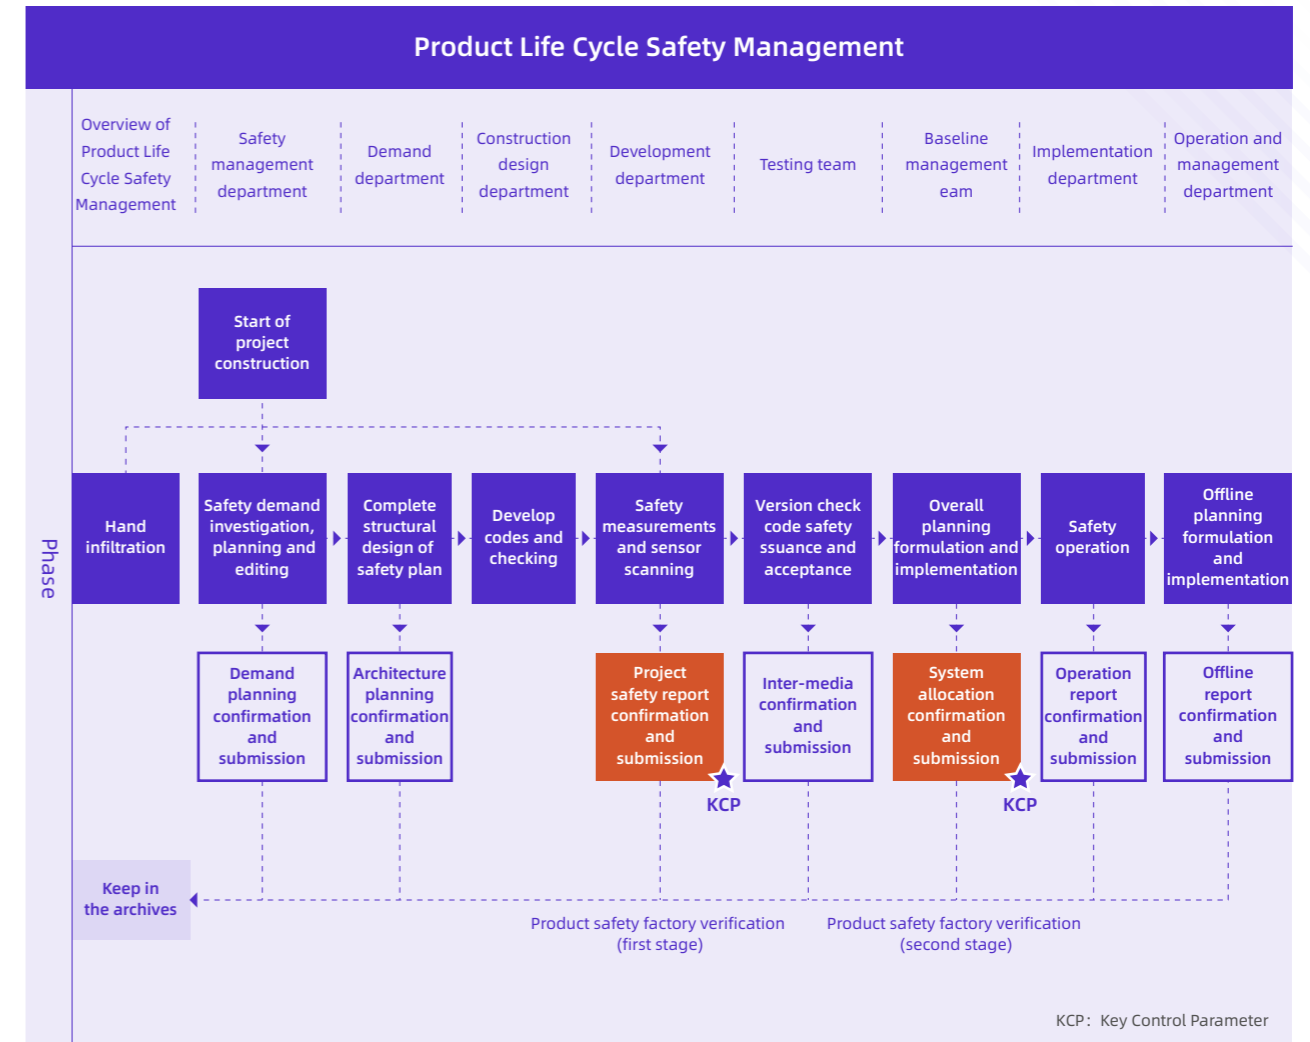 Product Life Cycle Safety Management
Overview of
Product Life
Cycle Safety
Management
Safety
management
department
Demand
department
Construction
design
department
Development
department
Testing team
Baseline
management
eam
Implementation
department
Operation and
management
department
Phase
Start of
project
construction
Hand
infiltration
Safety demand
investigation,
planning and
editing
Complete
structural
design of
safety plan
Develop
codes and
checking
Safety
measurements
and sensor
scanning
Version check
code safety
ssuance and
acceptance
Overall
planning
formulation and
implementation
Safety
operation
Offline
planning
formulation
and
implementation
Demand
planning
confirmation
and
submission
Architecture
planning
confirmation
and
submission
Project
safety report
confirmation
and
submission
KCP
Inter-media
confirmation
and
submission
System
allocation
confirmation
and
submission
KCP
Operation
report
confirmation
and
submission
Offline
report
confirmation
and
submission
Keep in
the archives
Product safety factory verification
(first stage)
Product safety factory verification
(second stage)
KCP: Key Control Parameter